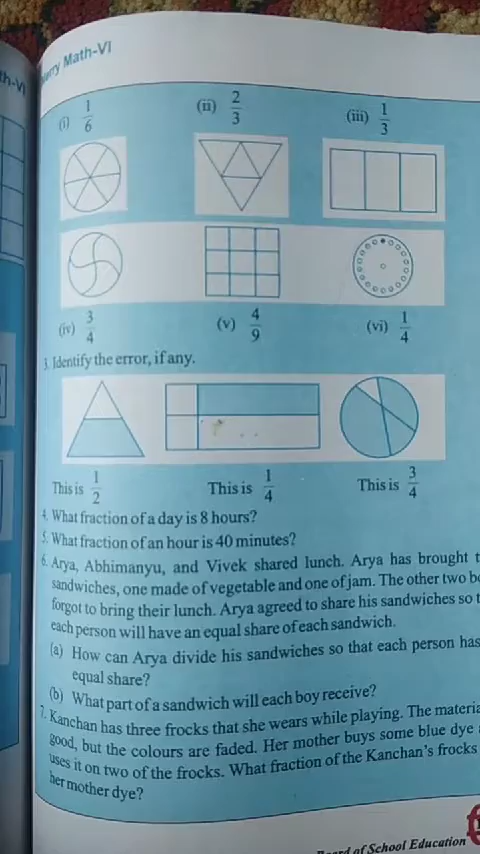 Math-VI
(i) 1/6 (ii) 2/3 (iii) 1/3
(iv) 3/4 (v) 4/9 (vi) 1/4
3. Identify the error, if any.
This is 1/2 This is 1/4 This is 3/4
4. What fraction of a day is 8 hours?
5. What fraction of an hour is 40 minutes?
6. Arya, Abhimanyu, and Vivek shared lunch. Arya has brought
sandwiches, one made of vegetable and one of jam. The other two
forgot to bring their lunch. Arya agreed to share his sandwiches so
each person will have an equal share of each sandwich.
(a) How can Arya divide his sandwiches so that each person has
equal share?
(b) What part of a sandwich will each boy receive?
7. Kanchan has three frocks that she wears while playing. The
good, but the colours are faded. Her mother buys some blue dye
uses it on two of the frocks. What fraction of the Kanchan's frocks
her mother dye?
of School Education